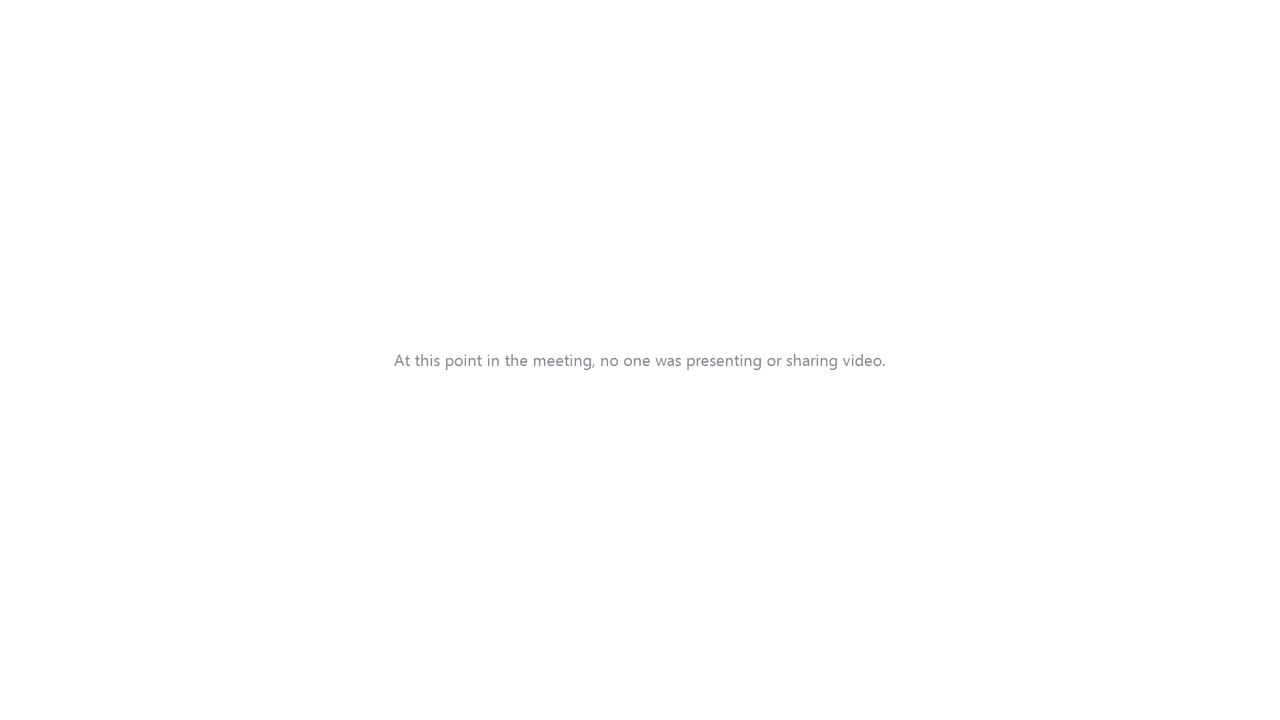 At this point in the meeting, no one was presenting or sharing video.